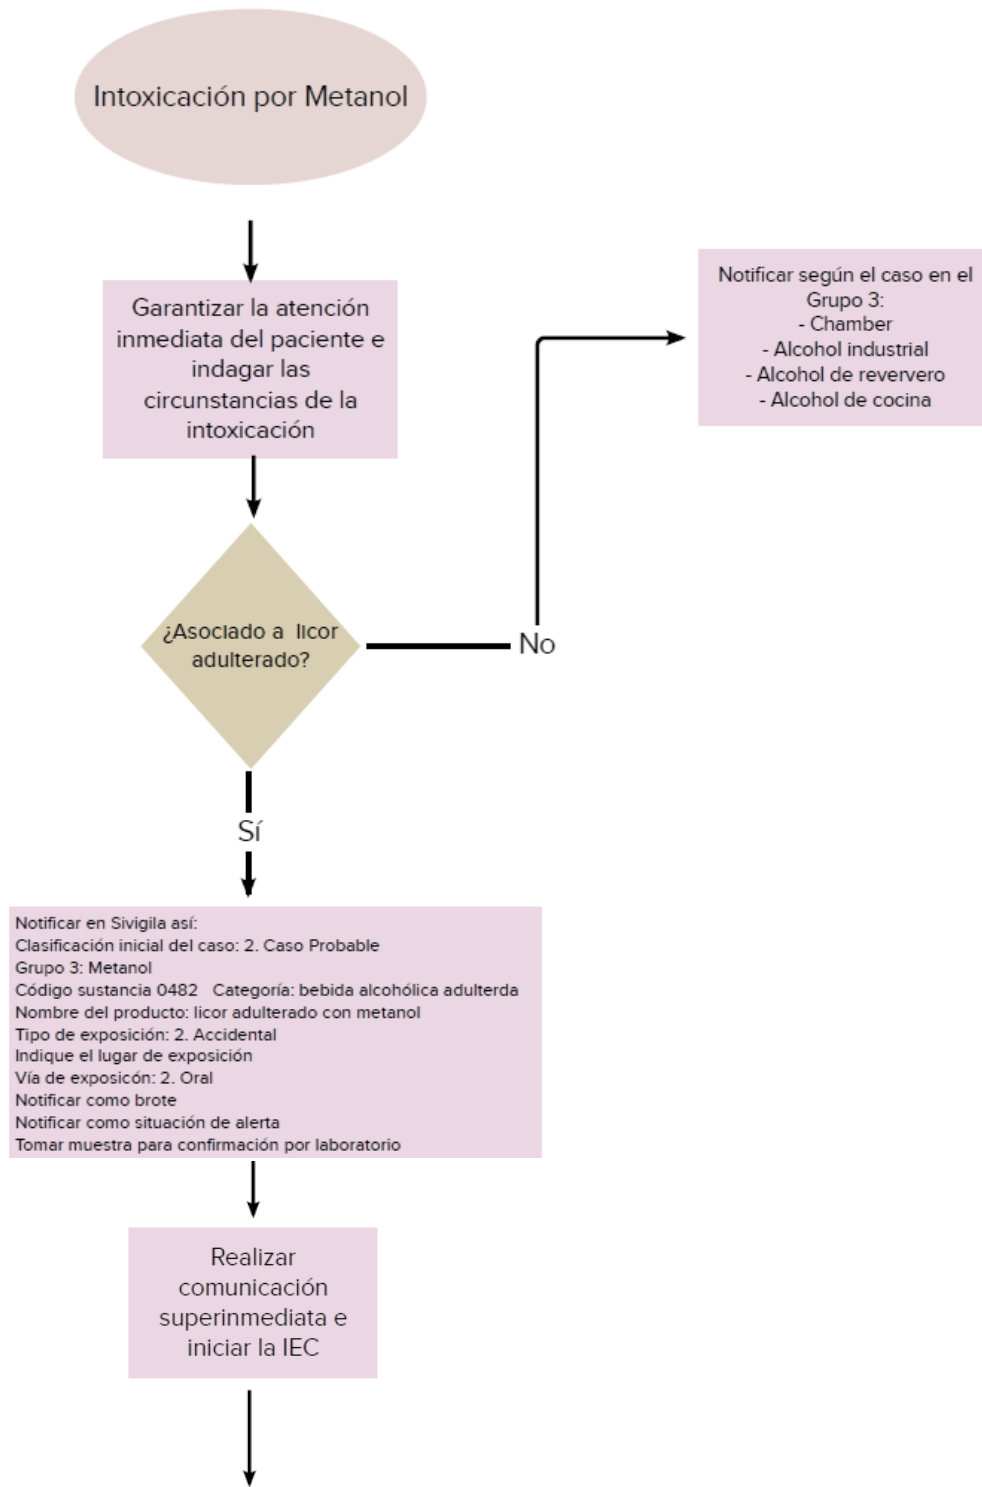 Intoxicación por Metanol
Garantizar la atención
inmediata del paciente e
indagar las
circunstancias de la
intoxicación
Notificar según el caso en el
Grupo 3:
- Chamber
- Alcohol industrial
- Alcohol de reververo
- Alcohol de cocina
¿Asociado a licor
adulterado?
No
Sí
Notificar en Sivigila así:
Clasificación inicial del caso: 2. Caso Probable
Grupo 3: Metanol
Código sustancia 0482 Categoría: bebida alcohólica adulterda
Nombre del producto: licor adulterado con metanol
Tipo de exposición: 2. Accidental
Indique el lugar de exposición
Vía de exposicón: 2. Oral
Notificar como brote
Notificar como situación de alerta
Tomar muestra para confirmación por laboratorio
Realizar
comunicación
superinmediata e
iniciar la IEC